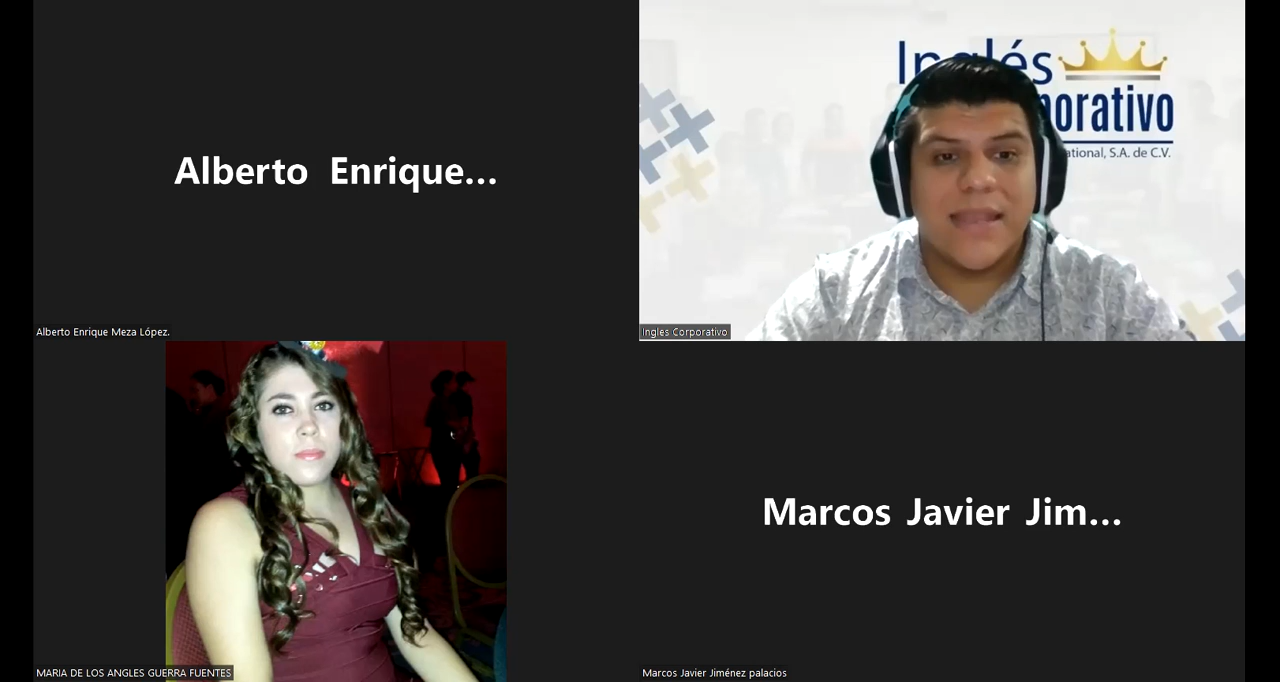 Alberto Enrique...
Alberto Enrique Meza López.
Inglés
ational, S.A. de C.V.
Ingles Corporativo
MARIA DE LOS ANGLES GUERRA FUENTES
Marcos Javier Jim...
Marcos Javier Jiménez palacios